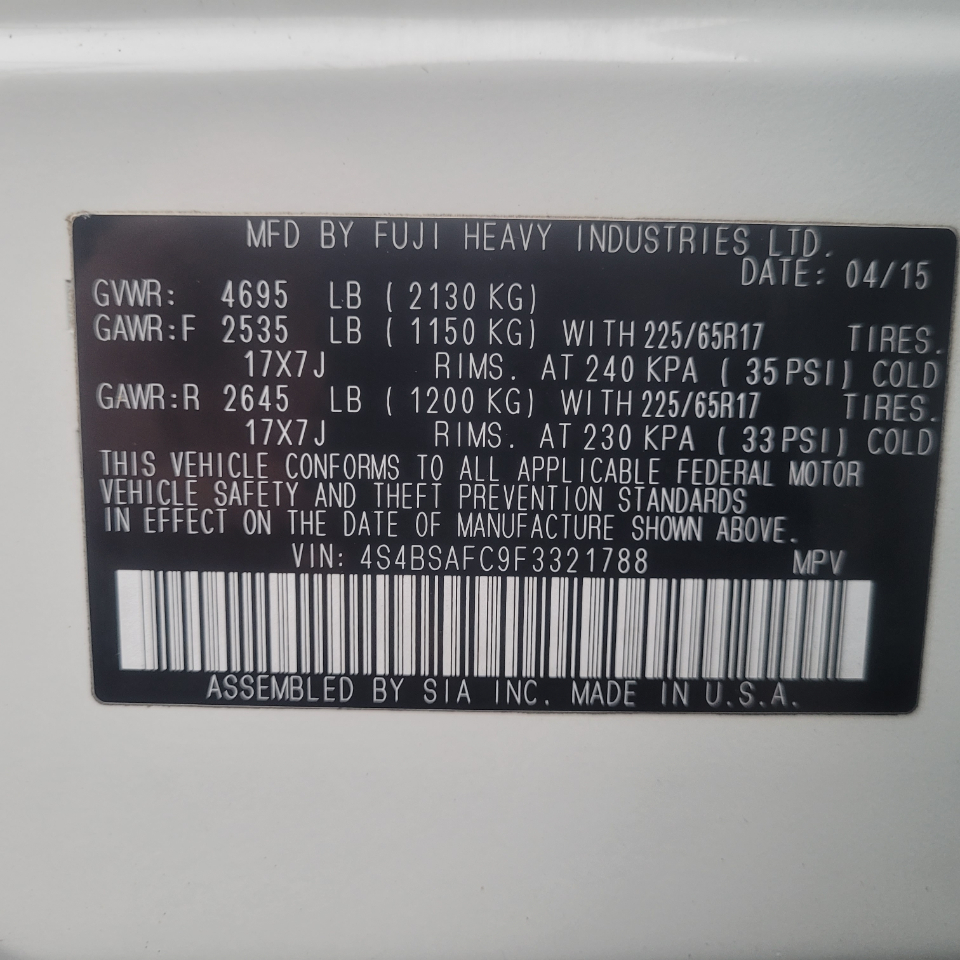 MFD BY FUJI HEAVY INDUSTRIES LTD.
DATE: 04/15
GVWR: 4695 LB ( 2130 KG)
GAWR:F 2535 LB ( 1150 KG) WITH 225/65R17 TIRES.
17X7J RIMS. AT 240 KPA ( 35 PSI) COLD
GAWR:R 2645 LB ( 1200 KG) WITH 225/65R17 TIRES.
17X7J RIMS. AT 230 KPA ( 33 PSI) COLD
THIS VEHICLE CONFORMS TO ALL APPLICABLE FEDERAL MOTOR
VEHICLE SAFETY AND THEFT PREVENTION STANDARDS
IN EFFECT ON THE DATE OF MANUFACTURE SHOWN ABOVE.
VIN: 4S4BSAFC9F3321788 MPV
ASSEMBLED BY SIA INC. MADE IN U.S.A.